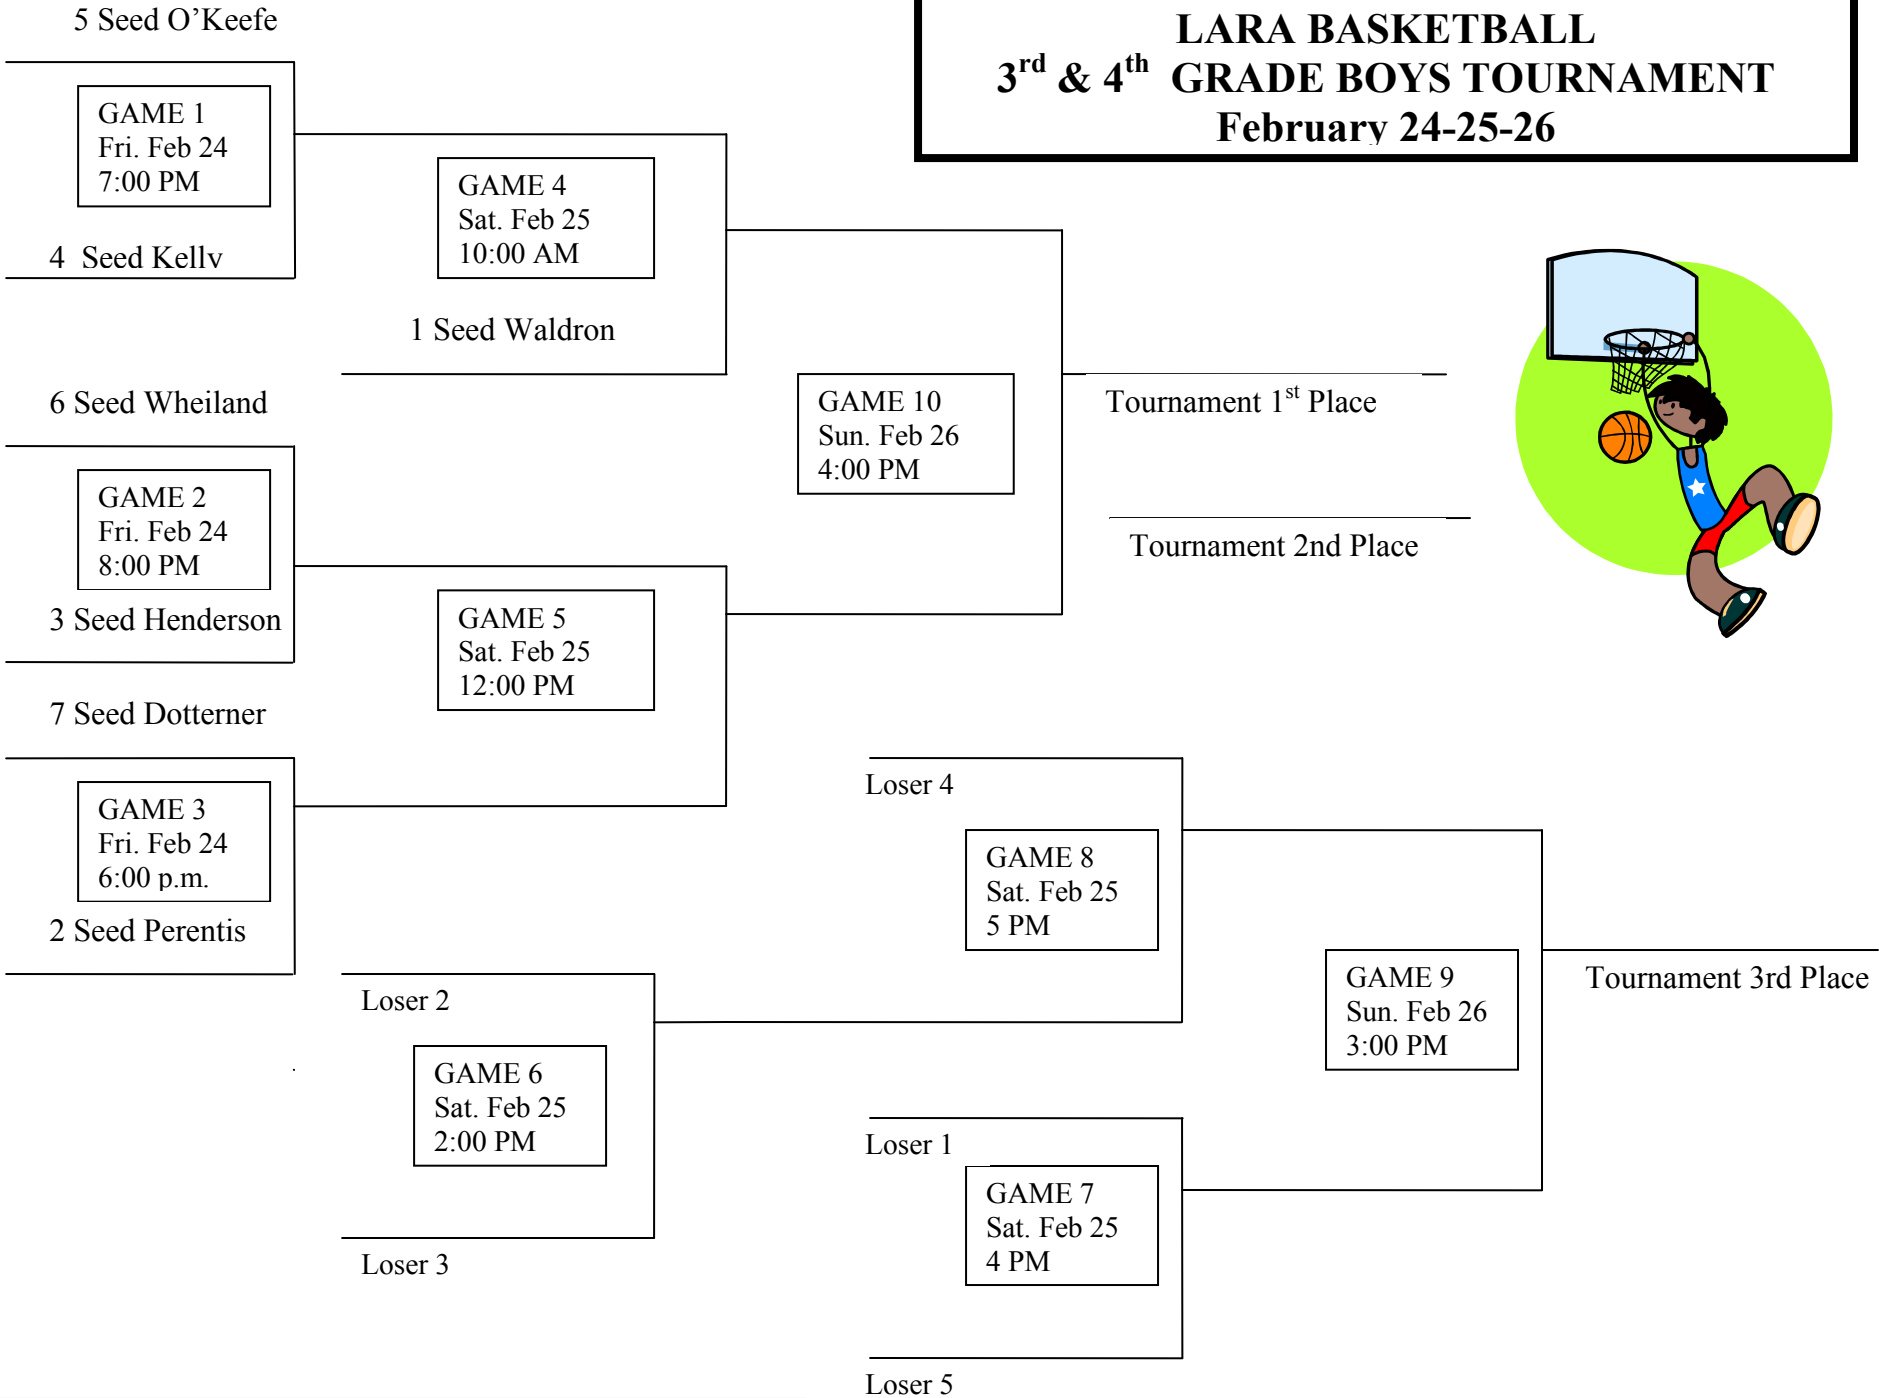 LARA BASKETBALL
3rd & 4th GRADE BOYS TOURNAMENT
February 24-25-26
5 Seed O’Keefe
GAME 1
Fri. Feb 24
7:00 PM
4 Seed Kelly
GAME 4
Sat. Feb 25
10:00 AM
1 Seed Waldron
6 Seed Wheiland
GAME 2
Fri. Feb 24
8:00 PM
3 Seed Henderson
GAME 5
Sat. Feb 25
12:00 PM
GAME 10
Sun. Feb 26
4:00 PM
Tournament 1st Place
Tournament 2nd Place
7 Seed Dotterner
GAME 3
Fri. Feb 24
6:00 p.m.
2 Seed Perentis
Loser 2
GAME 6
Sat. Feb 25
2:00 PM
Loser 3
Loser 4
GAME 8
Sat. Feb 25
5 PM
Loser 1
GAME 7
Sat. Feb 25
4 PM
Loser 5
GAME 9
Sun. Feb 26
3:00 PM
Tournament 3rd Place